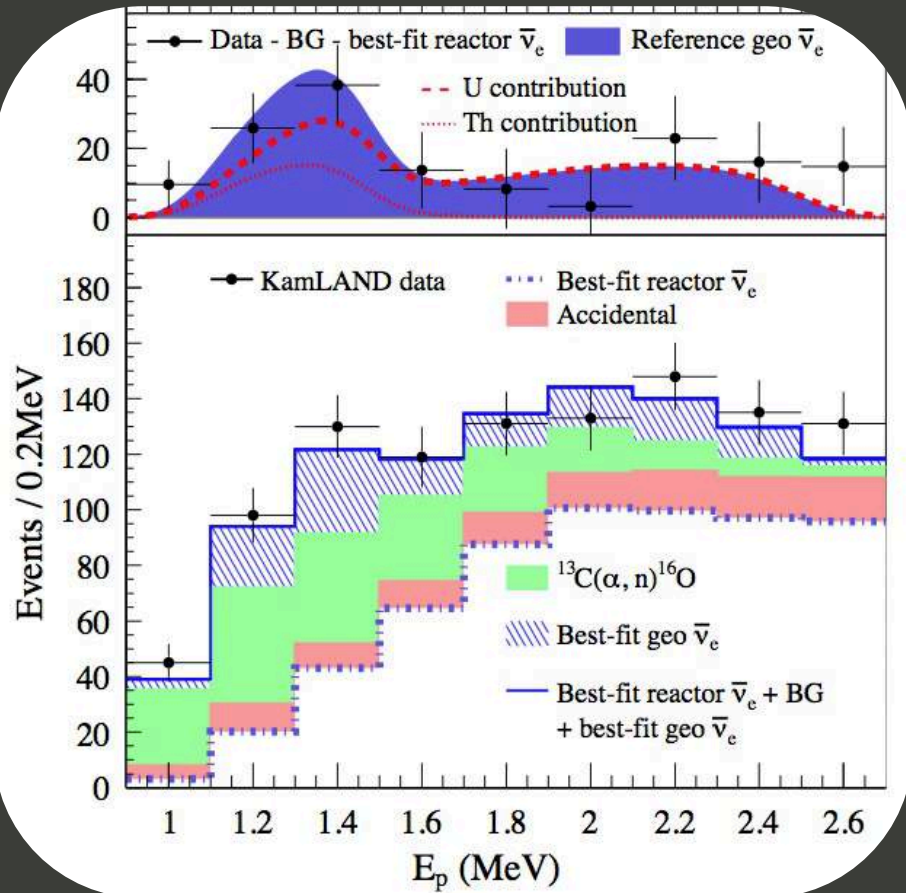 Data - BG - best-fit reactor ν̅e
Reference geo ν̅e
U contribution
Th contribution
40
20
0
KamLAND data
Best-fit reactor ν̅e
Accidental
180
160
140
120
100
80
60
40
20
0
Events / 0.2MeV
¹³C(α, n)¹⁶O
Best-fit geo ν̅e
Best-fit reactor ν̅e + BG
+ best-fit geo ν̅e
1 1.2 1.4 1.6 1.8 2 2.2 2.4 2.6
Ep (MeV)